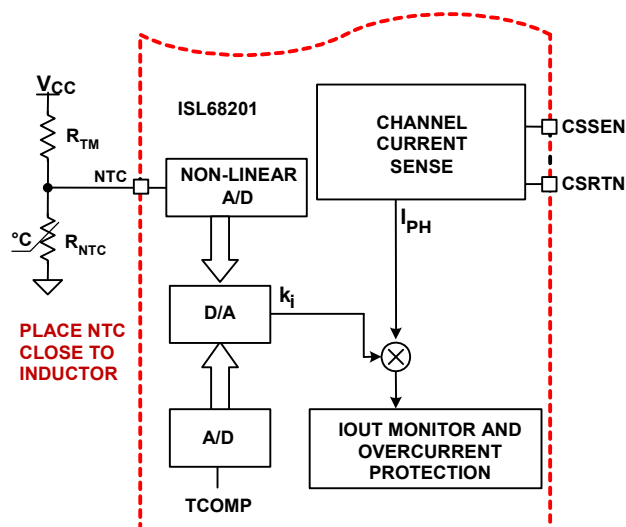 VCC
RTM
°C
RNTC
PLACE NTC
CLOSE TO
INDUCTOR
ISL68201
NTC
NON-LINEAR
A/D
D/A
ki
A/D
TCOMP
CHANNEL
CURRENT
SENSE
CSSEN
CSRTN
IPH
IOUT MONITOR AND
OVERCURRENT
PROTECTION